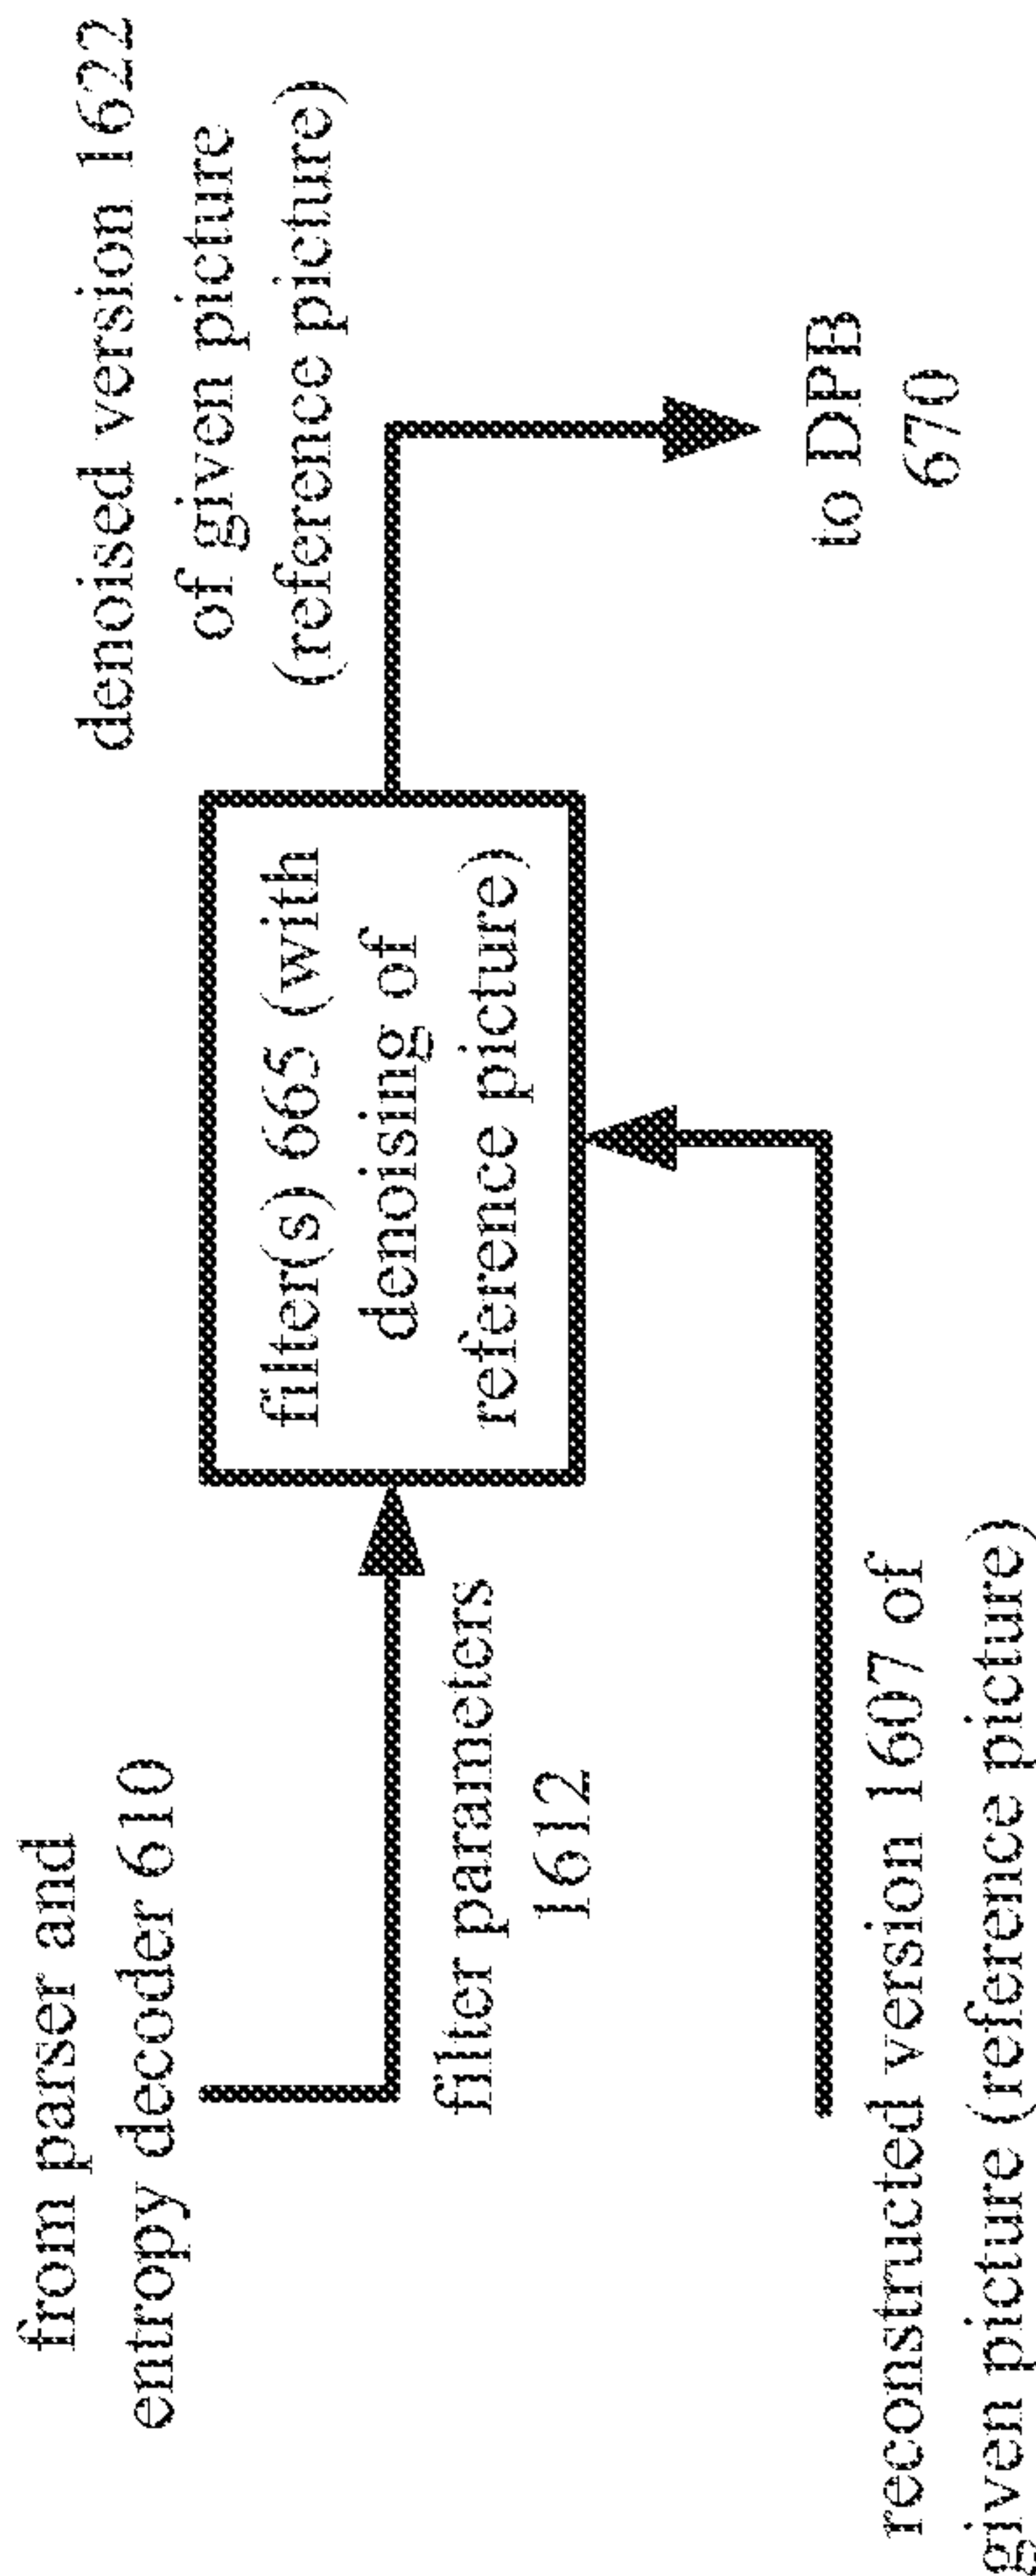 from parser and
entropy decoder 610
filter parameters
1612
reconstructed version 1607 of
given picture (reference picture)
filter(s) 665 (with
denoising of
reference picture)
denoised version 1622
of given picture
(reference picture)
to DPB
670